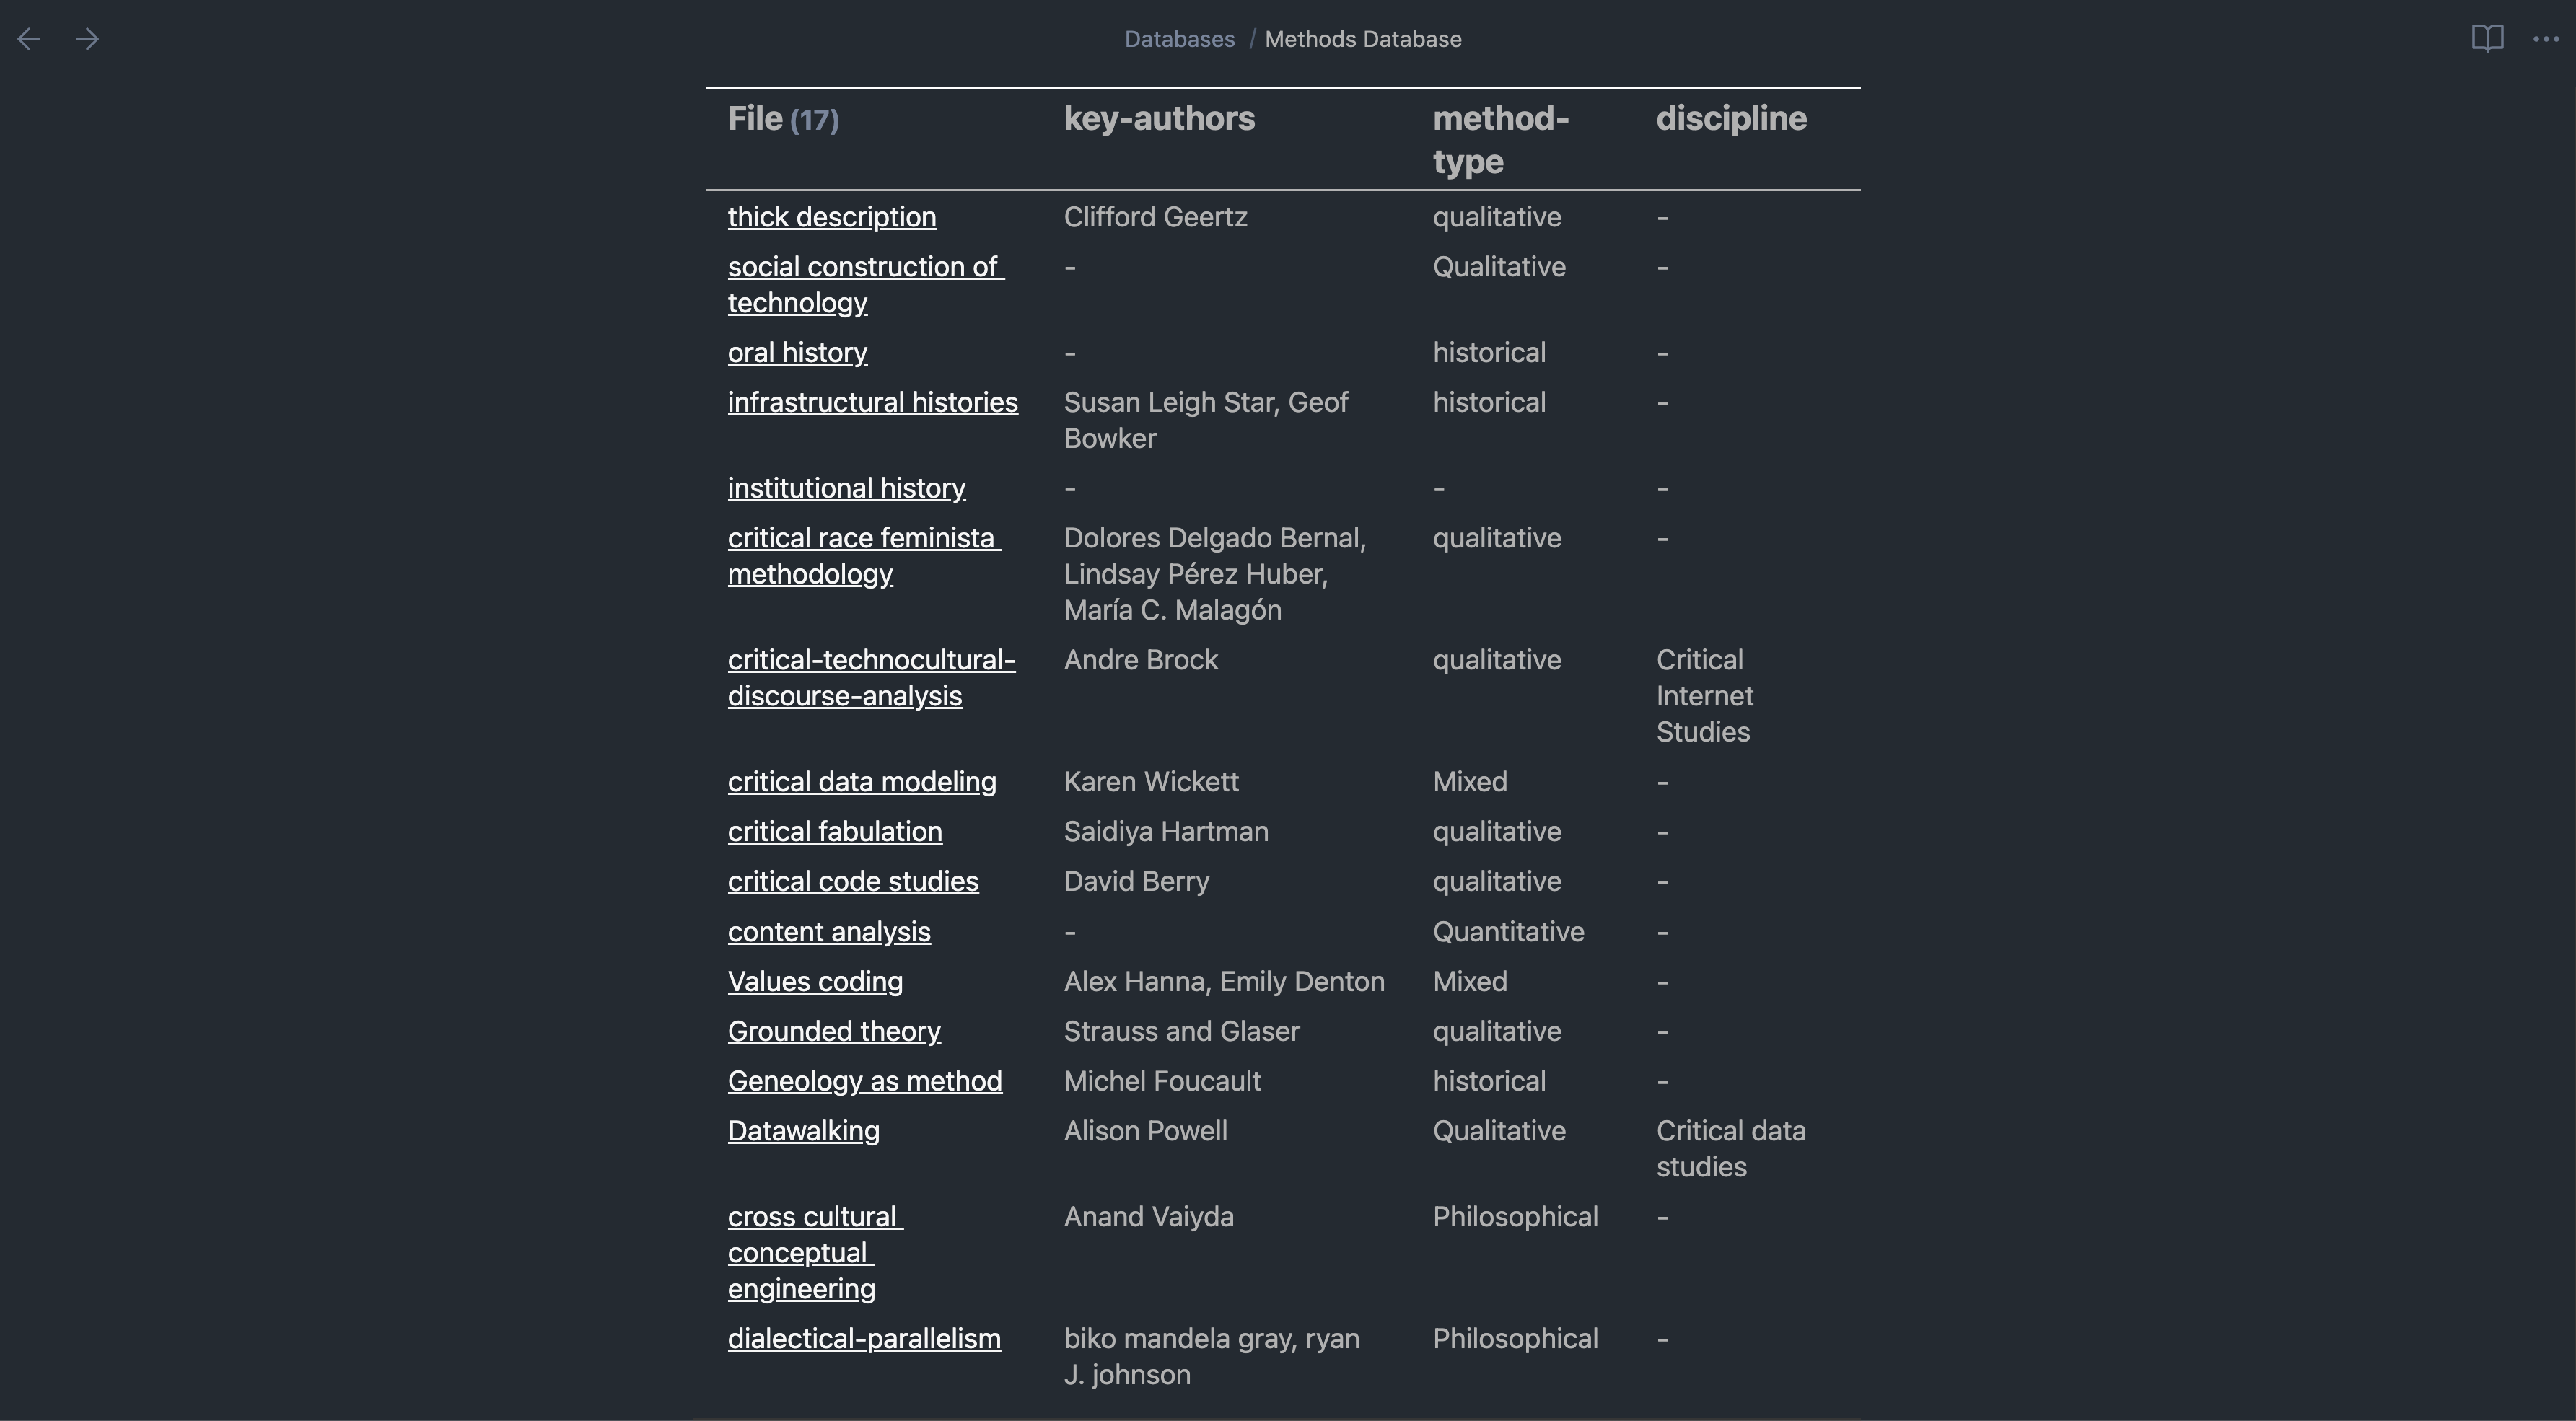 Databases / Methods Database
File (17) key-authors method-type discipline
thick description Clifford Geertz qualitative -
social construction of technology - Qualitative -
oral history - historical -
infrastructural histories Susan Leigh Star, Geof Bowker historical -
institutional history - - -
critical race feminista methodology Dolores Delgado Bernal, Lindsay Pérez Huber, María C. Malagón qualitative -
critical-technocultural-discourse-analysis Andre Brock qualitative Critical Internet Studies
critical data modeling Karen Wickett Mixed -
critical fabulation Saidiya Hartman qualitative -
critical code studies David Berry qualitative -
content analysis - Quantitative -
Values coding Alex Hanna, Emily Denton Mixed -
Grounded theory Strauss and Glaser qualitative -
Geneology as method Michel Foucault historical -
Datawalking Alison Powell Qualitative Critical data studies
cross cultural conceptual engineering Anand Vaiyda Philosophical -
dialectical-parallelism biko mandela gray, ryan J. johnson Philosophical -